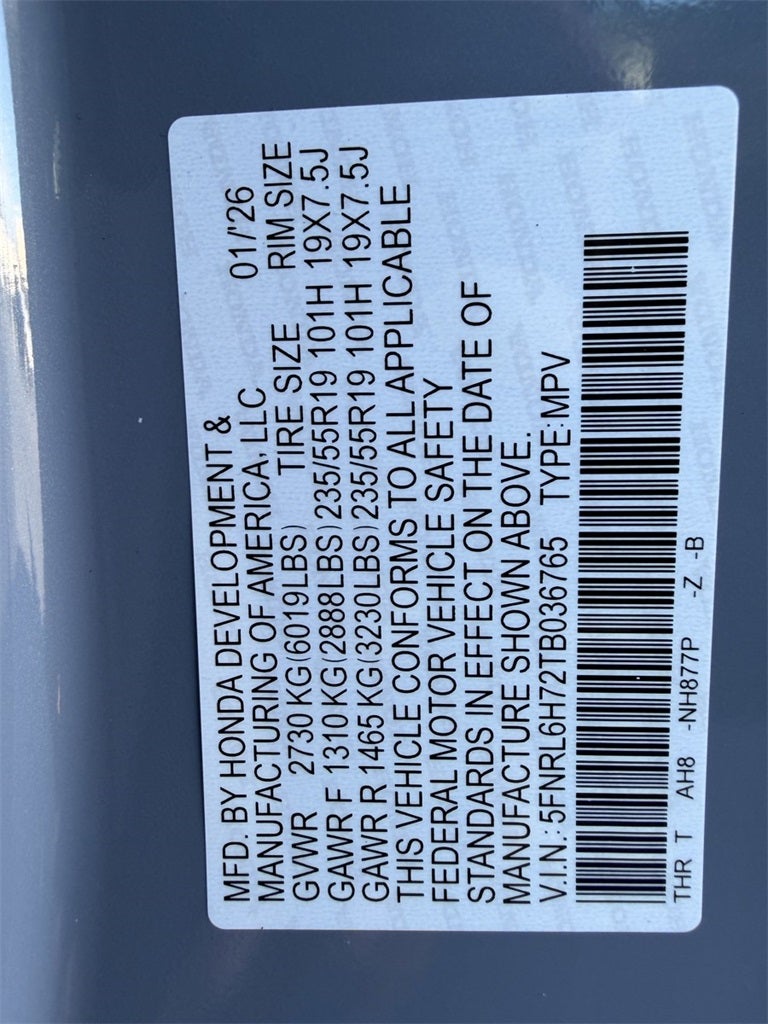 MFD. BY HONDA DEVELOPMENT &
MANUFACTURING OF AMERICA, LLC 01/'26
GVWR 2730 KG (6019LBS) TIRE SIZE RIM SIZE
GAWR F 1310 KG (2888LBS) 235/55R19 101H 19X7.5J
GAWR R 1465 KG (3230LBS) 235/55R19 101H 19X7.5J
THIS VEHICLE CONFORMS TO ALL APPLICABLE
FEDERAL MOTOR VEHICLE SAFETY
STANDARDS IN EFFECT ON THE DATE OF
MANUFACTURE SHOWN ABOVE.
V.I.N.: 5FNRL6H72TB036765 TYPE: MPV
THR T AH8 -NH877P -Z -B